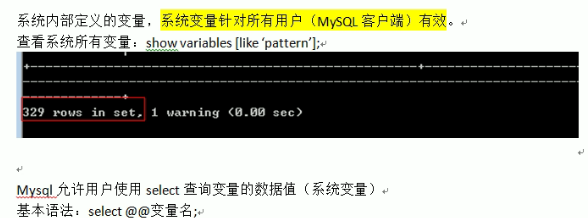 系统内部定义的变量，系统变量针对所有用户（MySQL 客户端）有效。
查看系统所有变量：show variables [like ‘pattern’];
329 rows in set, 1 warning (0.00 sec)
Mysql 允许用户使用 select 查询变量的数据值（系统变量）
基本语法：select @@变量名;